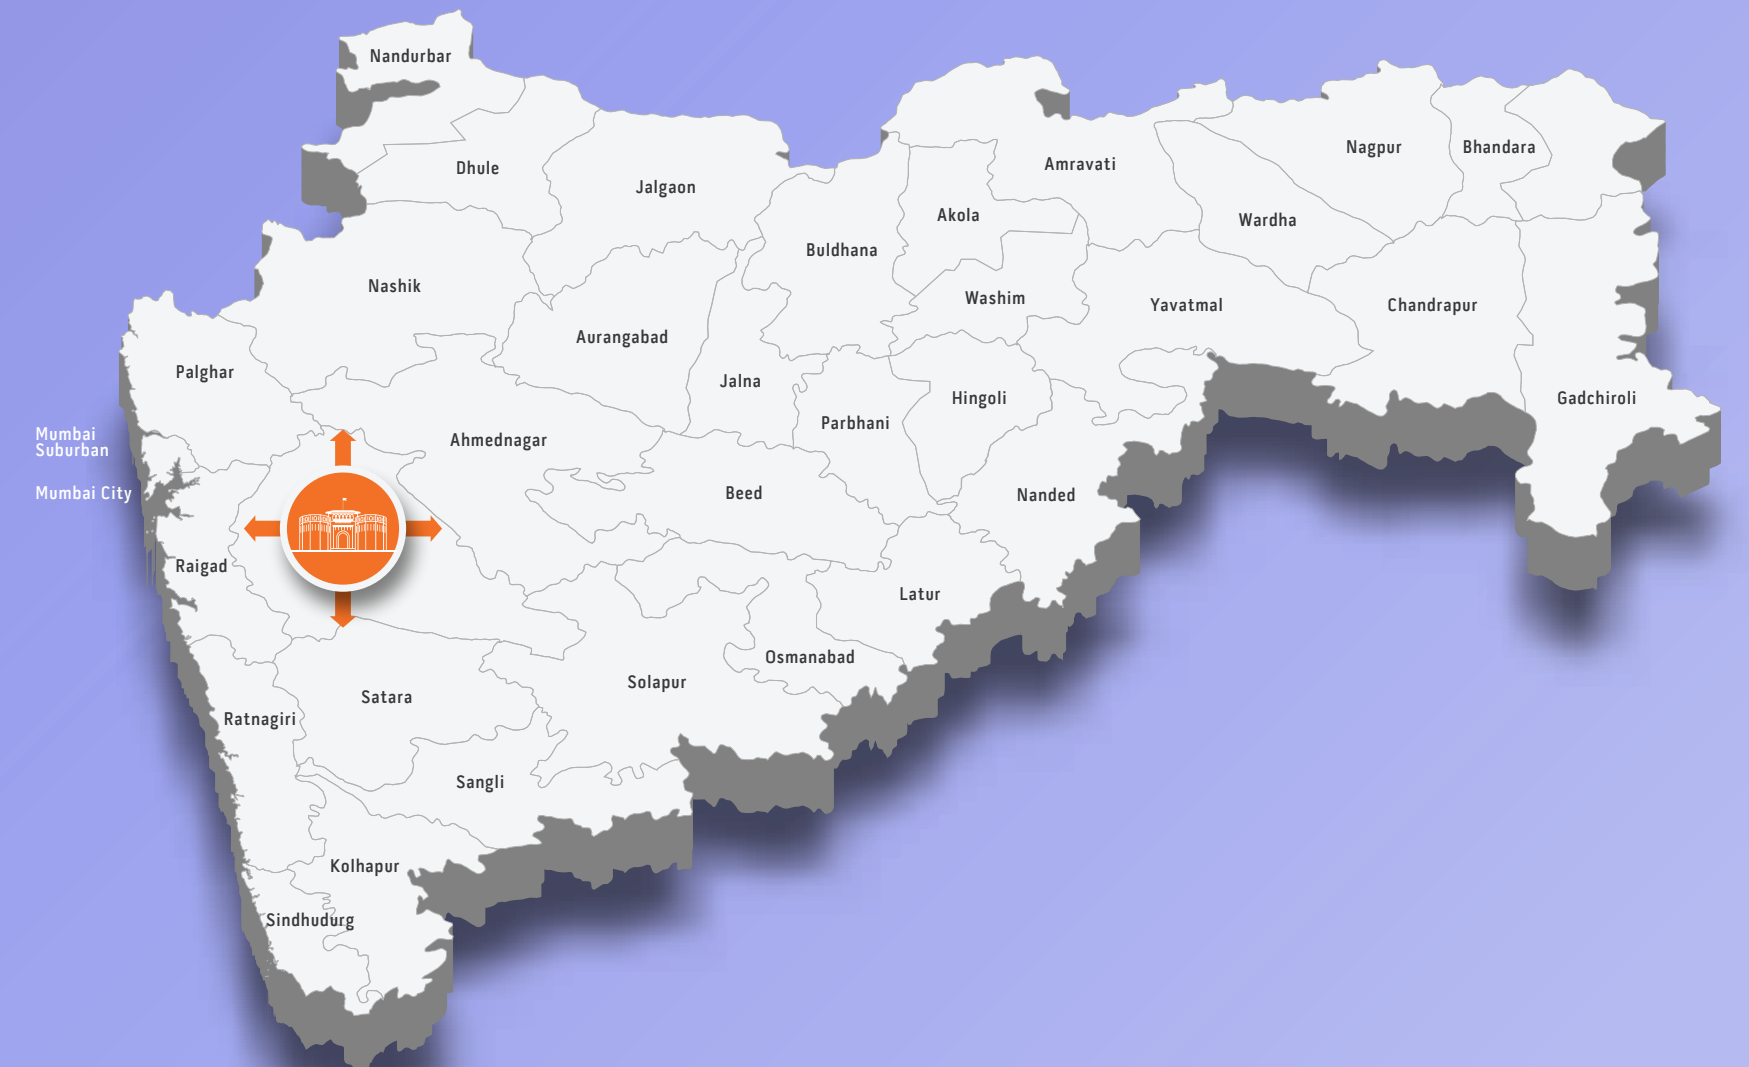 Nandurbar
Dhule
Jalgaon
Nashik
Aurangabad
Jalna
Buldhana
Akola
Washim
Amravati
Wardha
Nagpur
Bhandara
Yavatmal
Chandrapur
Gadchiroli
Palghar
Mumbai
Suburban
Mumbai City
Ahmednagar
Beed
Parbhani
Hingoli
Nanded
Raigad
Latur
Osmanabad
Solapur
Satara
Ratnagiri
Sangli
Kolhapur
Sindhudurg